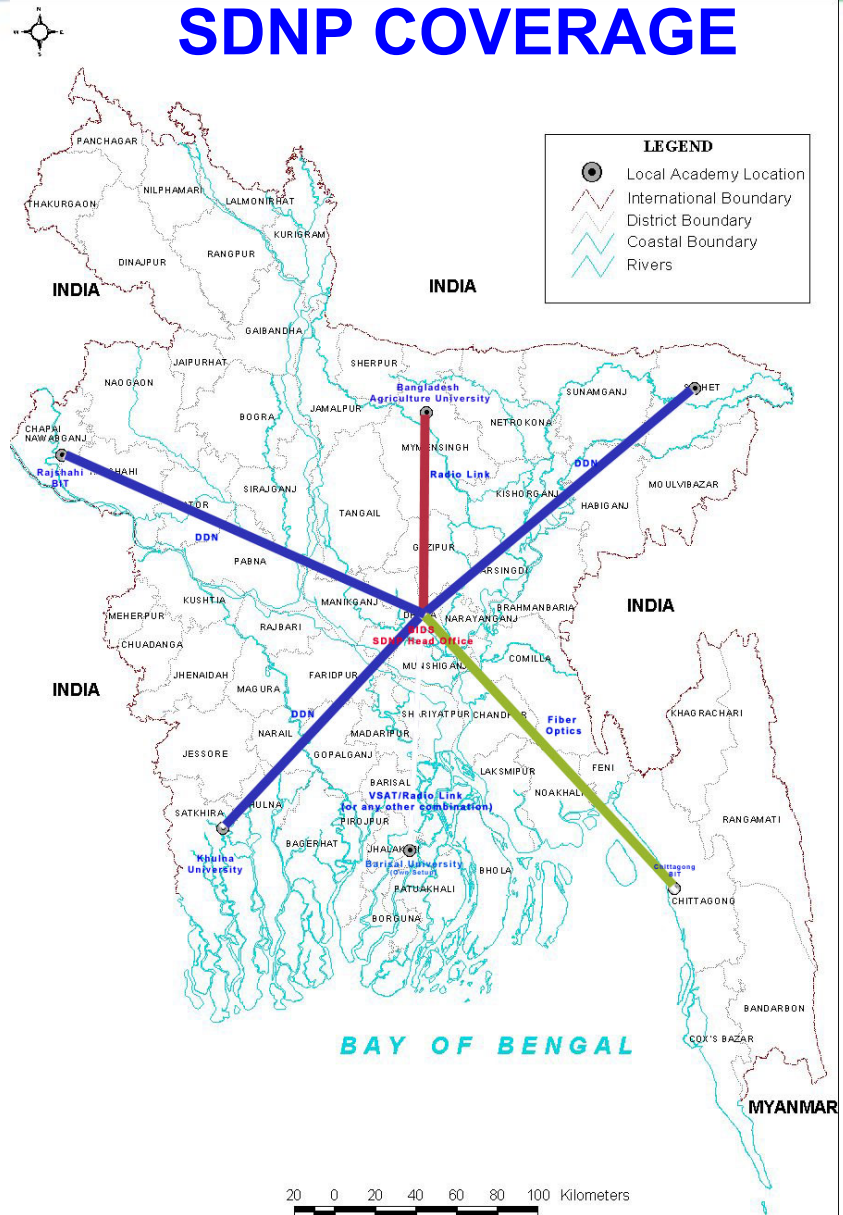 SDNP COVERAGE
N
W
E
S
LEGEND
Local Academy Location
International Boundary
District Boundary
Coastal Boundary
Rivers
PANCHAGAR
THAKURGAON
NILPHAMARI
LALMONIRHAT
KURIGRAM
DINAJPUR
RANGPUR
INDIA
INDIA
GAIBANDHA
JAIPURHAT
SHERPUR
NAOGAON
Bangladesh
Agriculture University
SUNAMGANJ
JAMALPUR
BOGRA
NETROKONA
CHAPAI
NAWABGANJ
MYMENSINGH
Rajshahi
BIT
Radio Link
DDN
SIRAJGANJ
KISHORGANJ
MOULVIBAZAR
HABIGANJ
TANGAIL
DDN
PABNA
KUSHTIA
MANIKGANJ
BRAHMANBARIA
INDIA
MEHERPUR
RAJBARI
NARAYANGANJ
BIDS
SDNP Head Office
CHUADANGA
COMILLA
JHENAIDAH
FARIDPUR
INDIA
MAGURA
DDN
KHAGRACHARI
Fiber
Optics
NARAIL
MADARIPUR
JESSORE
GOPALGANJ
LAKSMIPUR
FENI
BARISAL
NOAKHALI
VSAT/Radio Link
(or any other combination)
SATKHIRA
PIROJPUR
RANGAMATI
BAGERHAT
Khulna
University
Barisal University
(Own Setup)
BHOLA
Chittagong
BIT
PATUAKHALI
CHITTAGONG
BORGUNA
BANDARBON
BAY OF BENGAL
COX'S BAZAR
MYANMAR
20 0 20 40 60 80 100 Kilometers